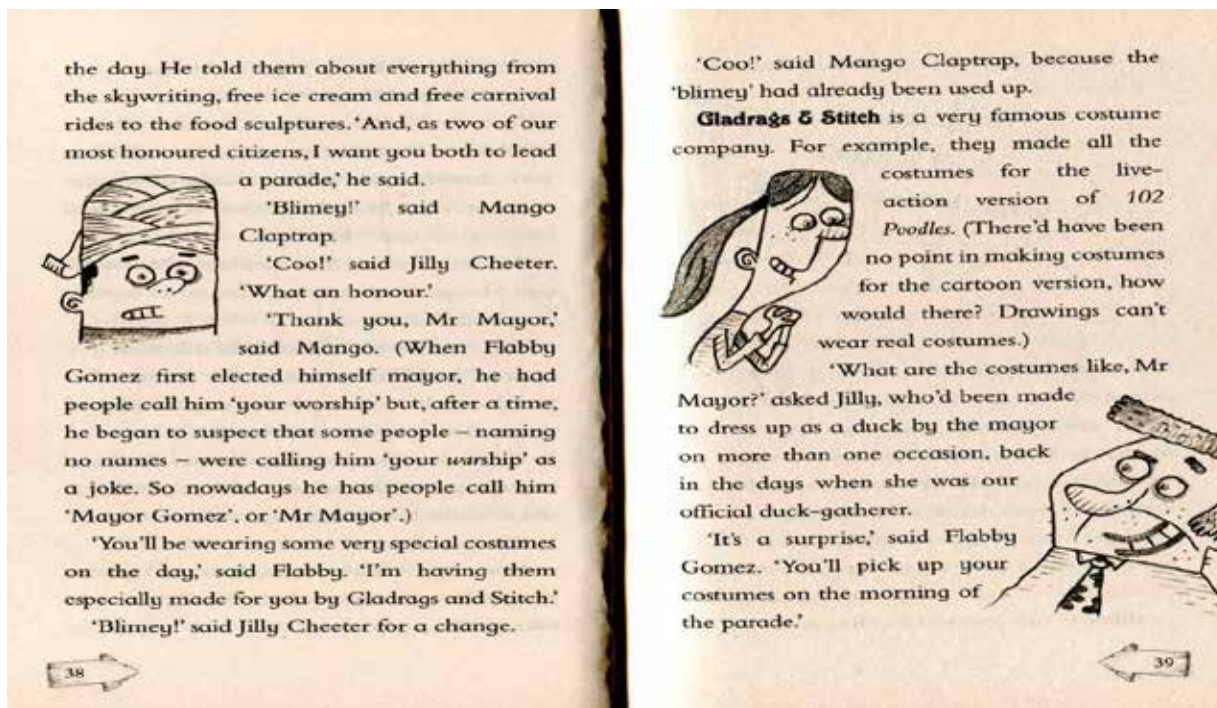 the day. He told them about everything from
the skywriting, free ice cream and free carnival
rides to the food sculptures. ‘And, as two of our
most honoured citizens, I want you both to lead
a parade,’ he said.
‘Blimey!’ said Mango
Claptrap.
‘Coo!’ said Jilly Cheeter.
‘What an honour.’
‘Thank you, Mr Mayor,’
said Mango. (When Flabby
Gomez first elected himself mayor, he had
people call him ‘your worship’ but, after a time,
he began to suspect that some people – naming
no names – were calling him ‘your warship’ as
a joke. So nowadays he has people call him
‘Mayor Gomez’, or ‘Mr Mayor’.)
‘You’ll be wearing some very special costumes
on the day,’ said Flabby. ‘I’m having them
especially made for you by Gladrags and Stitch.’
‘Blimey!’ said Jilly Cheeter for a change.
38
‘Coo!’ said Mango Claptrap, because the
‘blimey’ had already been used up.
Gladrags & Stitch is a very famous costume
company. For example, they made all the
costumes for the live-
action version of 102
Poodles. (There’d have been
no point in making costumes
for the cartoon version, how
would there? Drawings can’t
wear real costumes.)
‘What are the costumes like, Mr
Mayor?’ asked Jilly, who’d been made
to dress up as a duck by the mayor
on more than one occasion, back
in the days when she was our
official duck-gatherer.
‘It’s a surprise,’ said Flabby
Gomez. ‘You’ll pick up your
costumes on the morning of
the parade.’
39